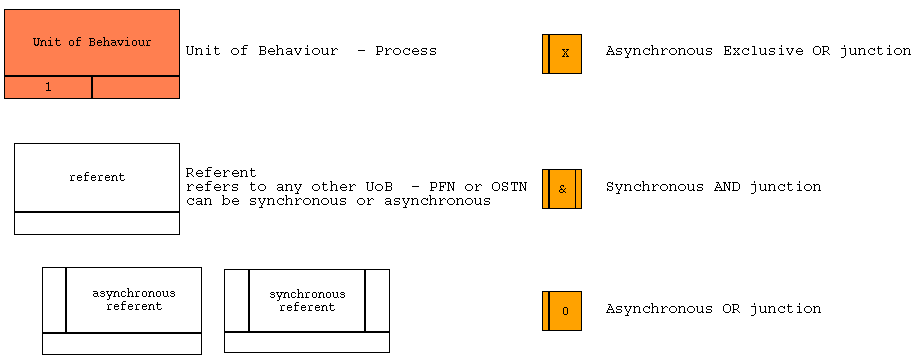 Unit of Behaviour
1
Unit of Behaviour - Process
X
Asynchronous Exclusive OR junction
referent
Referent
refers to any other UoB - PFN or OSTN
can be synchronous or asynchronous
&
Synchronous AND junction
asynchronous
referent
synchronous
referent
O
Asynchronous OR junction